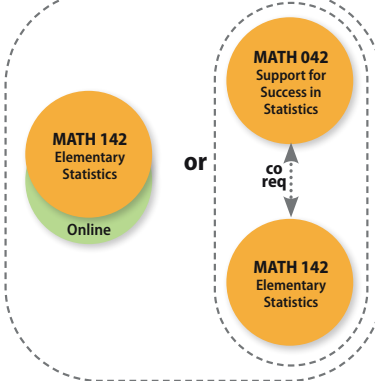 MATH 142
Elementary
Statistics
Online
or
MATH 042
Support for
Success in
Statistics
co
req
MATH 142
Elementary
Statistics